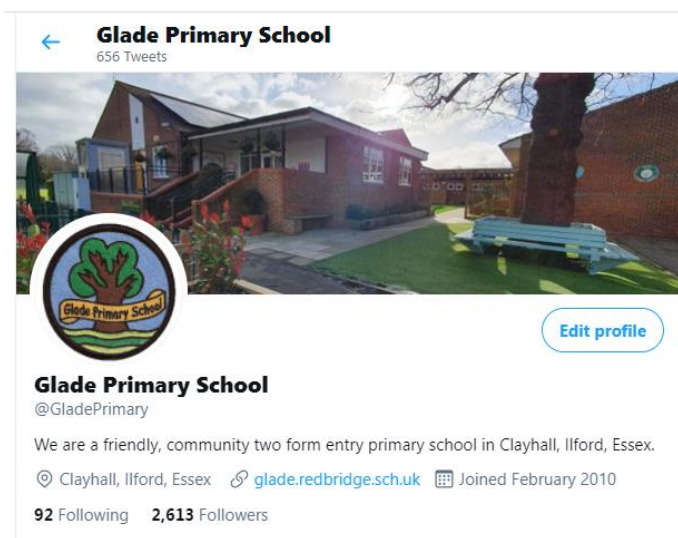 Glade Primary School
656 Tweets
Glade Primary School
Edit profile
Glade Primary School
@GladePrimary
We are a friendly, community two form entry primary school in Clayhall, Ilford, Essex.
Clayhall, Ilford, Essex glade.redbridge.sch.uk Joined February 2010
92 Following 2,613 Followers